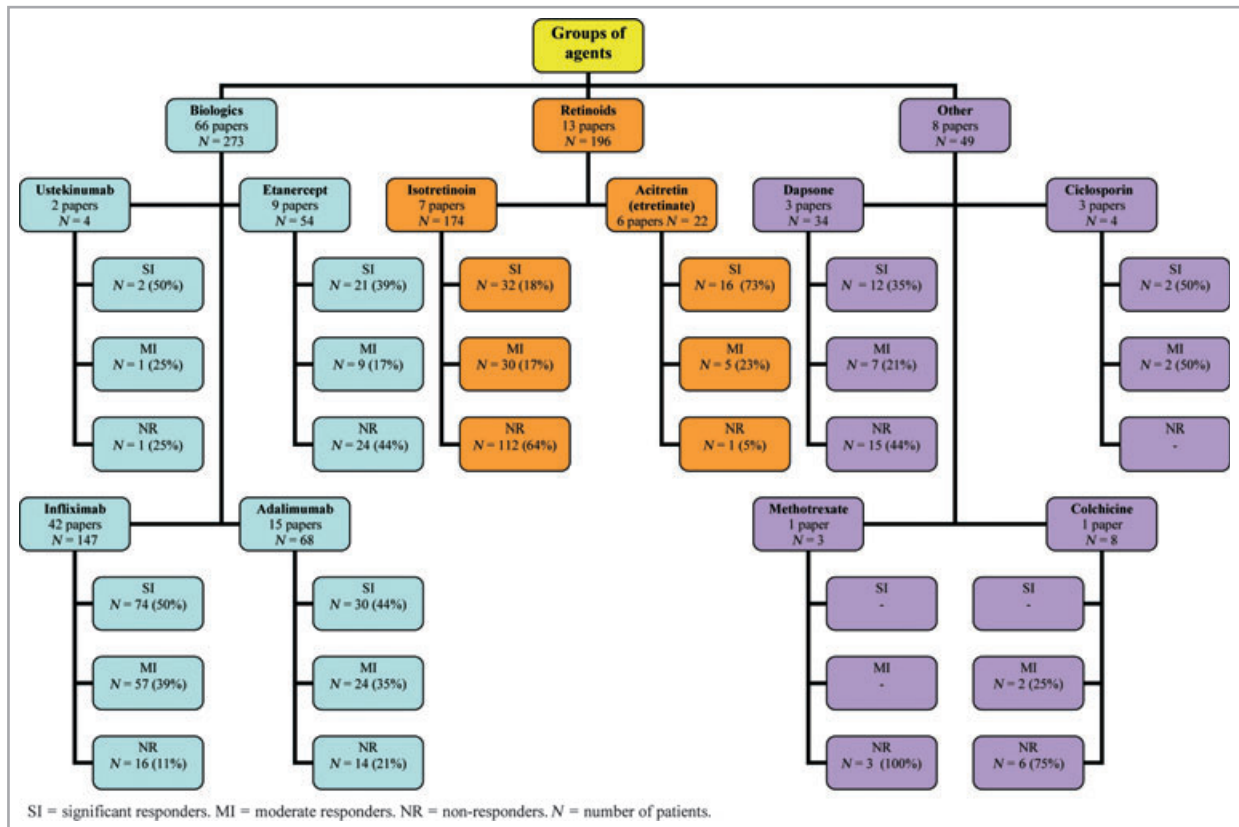 Groups of
agents
Biologics
66 papers
N = 273
Retinoids
13 papers
N = 196
Other
8 papers
N = 49
Ustekinumab
2 papers
N = 4
Etanercept
9 papers
N = 54
Isotretinoin
7 papers
N = 174
Acitretin
(etretinate)
6 papers N = 22
Dapsone
3 papers
N = 34
Ciclosporin
3 papers
N = 4
SI
N = 2 (50%)
SI
N = 21 (39%)
SI
N = 32 (18%)
SI
N = 16 (73%)
SI
N = 12 (35%)
SI
N = 2 (50%)
MI
N = 1 (25%)
MI
N = 9 (17%)
MI
N = 30 (17%)
MI
N = 5 (23%)
MI
N = 7 (21%)
MI
N = 2 (50%)
NR
N = 1 (25%)
NR
N = 24 (44%)
NR
N = 112 (64%)
NR
N = 1 (5%)
NR
N = 15 (44%)
NR
-
Infliximab
42 papers
N = 147
Adalimumab
15 papers
N = 68
Methotrexate
1 paper
N = 3
Colchicine
1 paper
N = 8
SI
N = 74 (50%)
SI
N = 30 (44%)
SI
-
SI
-
MI
N = 57 (39%)
MI
N = 24 (35%)
MI
-
MI
N = 2 (25%)
NR
N = 16 (11%)
NR
N = 14 (21%)
NR
N = 3 (100%)
NR
N = 6 (75%)
SI = significant responders. MI = moderate responders. NR = non-responders. N = number of patients.